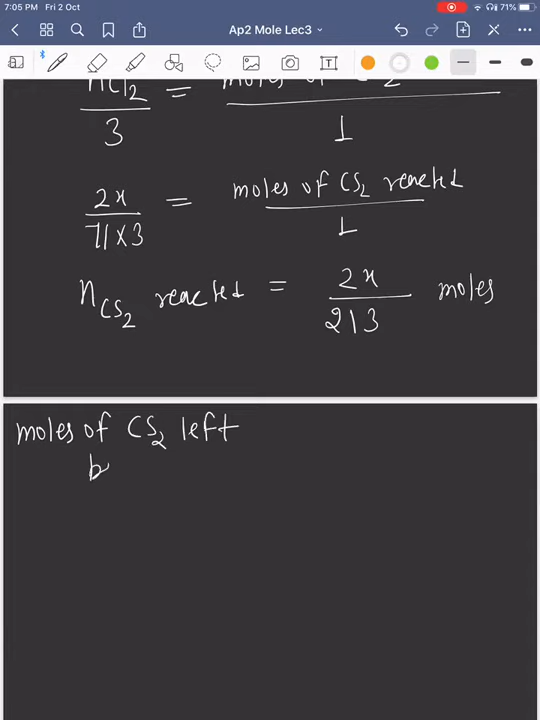 7:05 PM Fri 2 Oct 71%
Ap2 Mole Lec3
nCl2 / 3 = / 1
2x / 71×3 = moles of CS2 reacted / 1
nCS2 reacted = 2x / 213 moles
moles of CS2 left
b